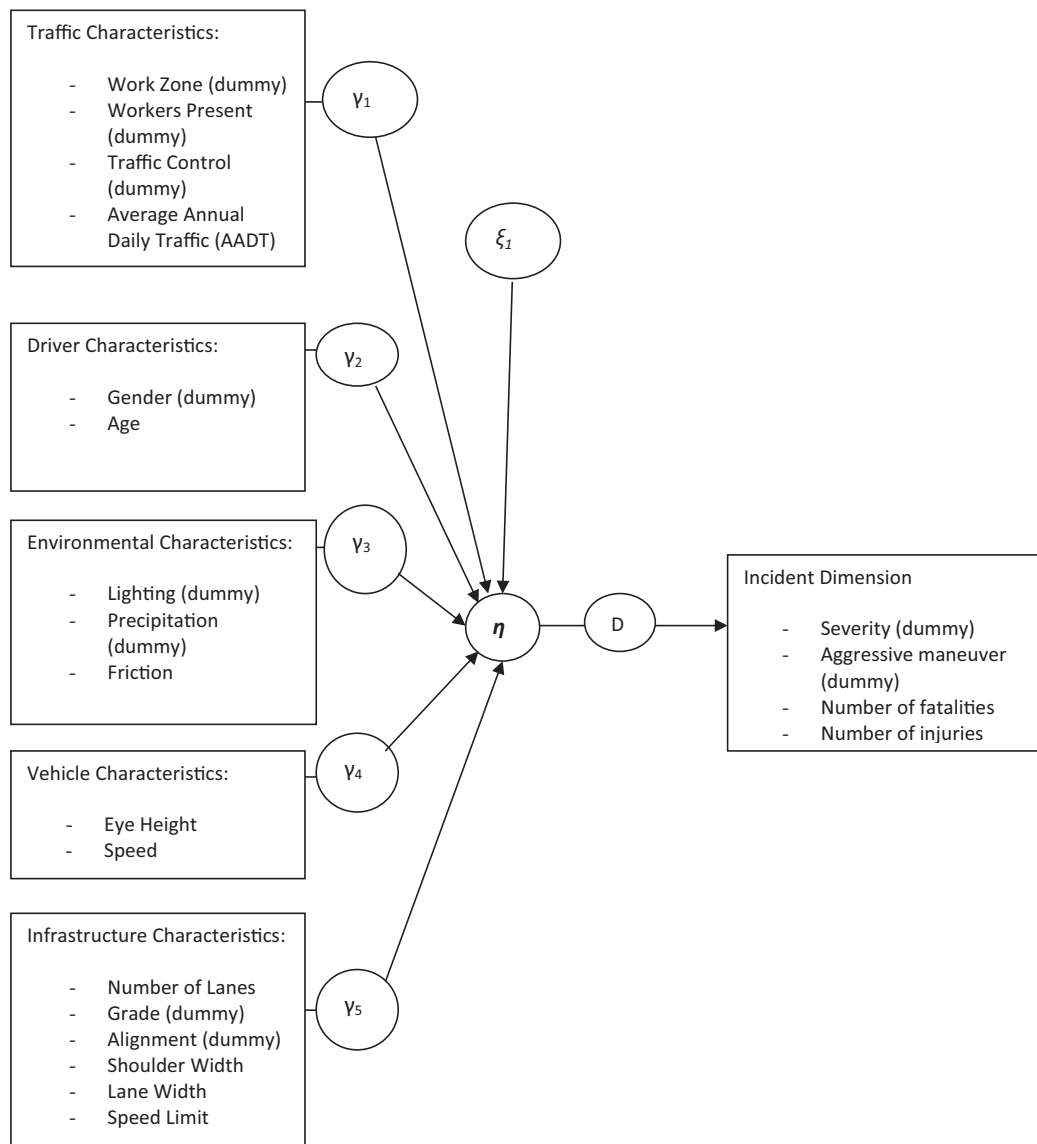 Traffic Characteristics:
- Work Zone (dummy)
- Workers Present
(dummy)
- Traffic Control
(dummy)
- Average Annual
Daily Traffic (AADT)
γ1
ξ1
Driver Characteristics:
- Gender (dummy)
- Age
γ2
Environmental Characteristics:
- Lighting (dummy)
- Precipitation
(dummy)
- Friction
γ3
η
D
Incident Dimension
- Severity (dummy)
- Aggressive maneuver
(dummy)
- Number of fatalities
- Number of injuries
Vehicle Characteristics:
- Eye Height
- Speed
γ4
Infrastructure Characteristics:
- Number of Lanes
- Grade (dummy)
- Alignment (dummy)
- Shoulder Width
- Lane Width
- Speed Limit
γ5